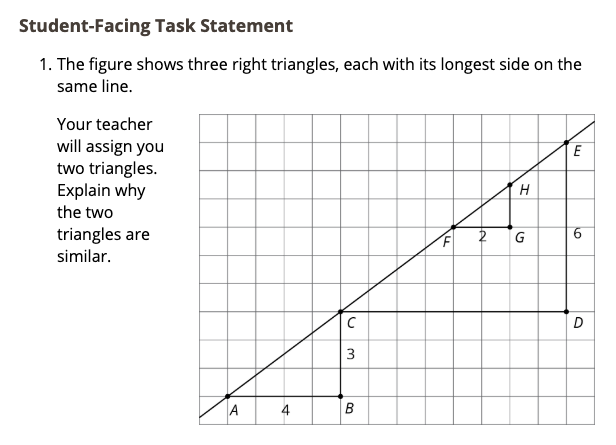 Student-Facing Task Statement
1. The figure shows three right triangles, each with its longest side on the
same line.
Your teacher
will assign you
two triangles.
Explain why
the two
triangles are
similar.
E
H
F 2 G 6
C D
3
A 4 B